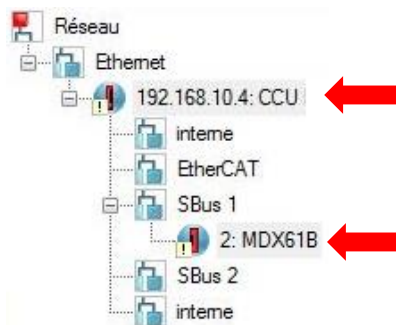 Réseau
Ethernet
192.168.10.4: CCU
interne
EtherCAT
SBus 1
2: MDX61B
SBus 2
interne